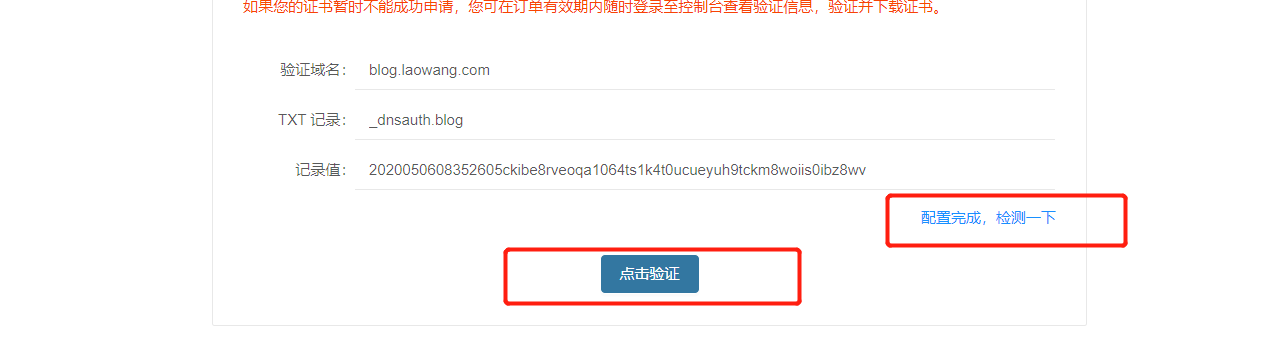 如果您的证书暂时不能成功申请，您可在订单有效期内随时登录至控制台查看验证信息，验证并下载证书。
验证域名： blog.laowang.com
TXT 记录： _dnsauth.blog
记录值： 2020050608352605ckibe8rveoqa1064ts1k4t0ucueyuh9tckm8woiis0ibz8wv
配置完成，检测一下
点击验证